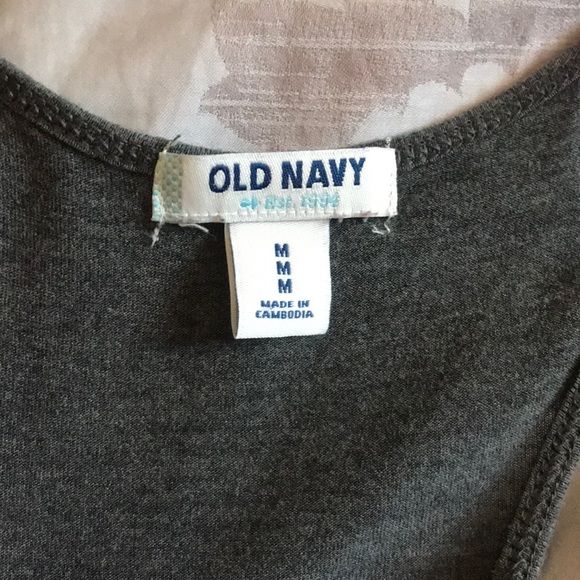 OLD NAVY
EST. 1994
M
M
M
MADE IN
CAMBODIA